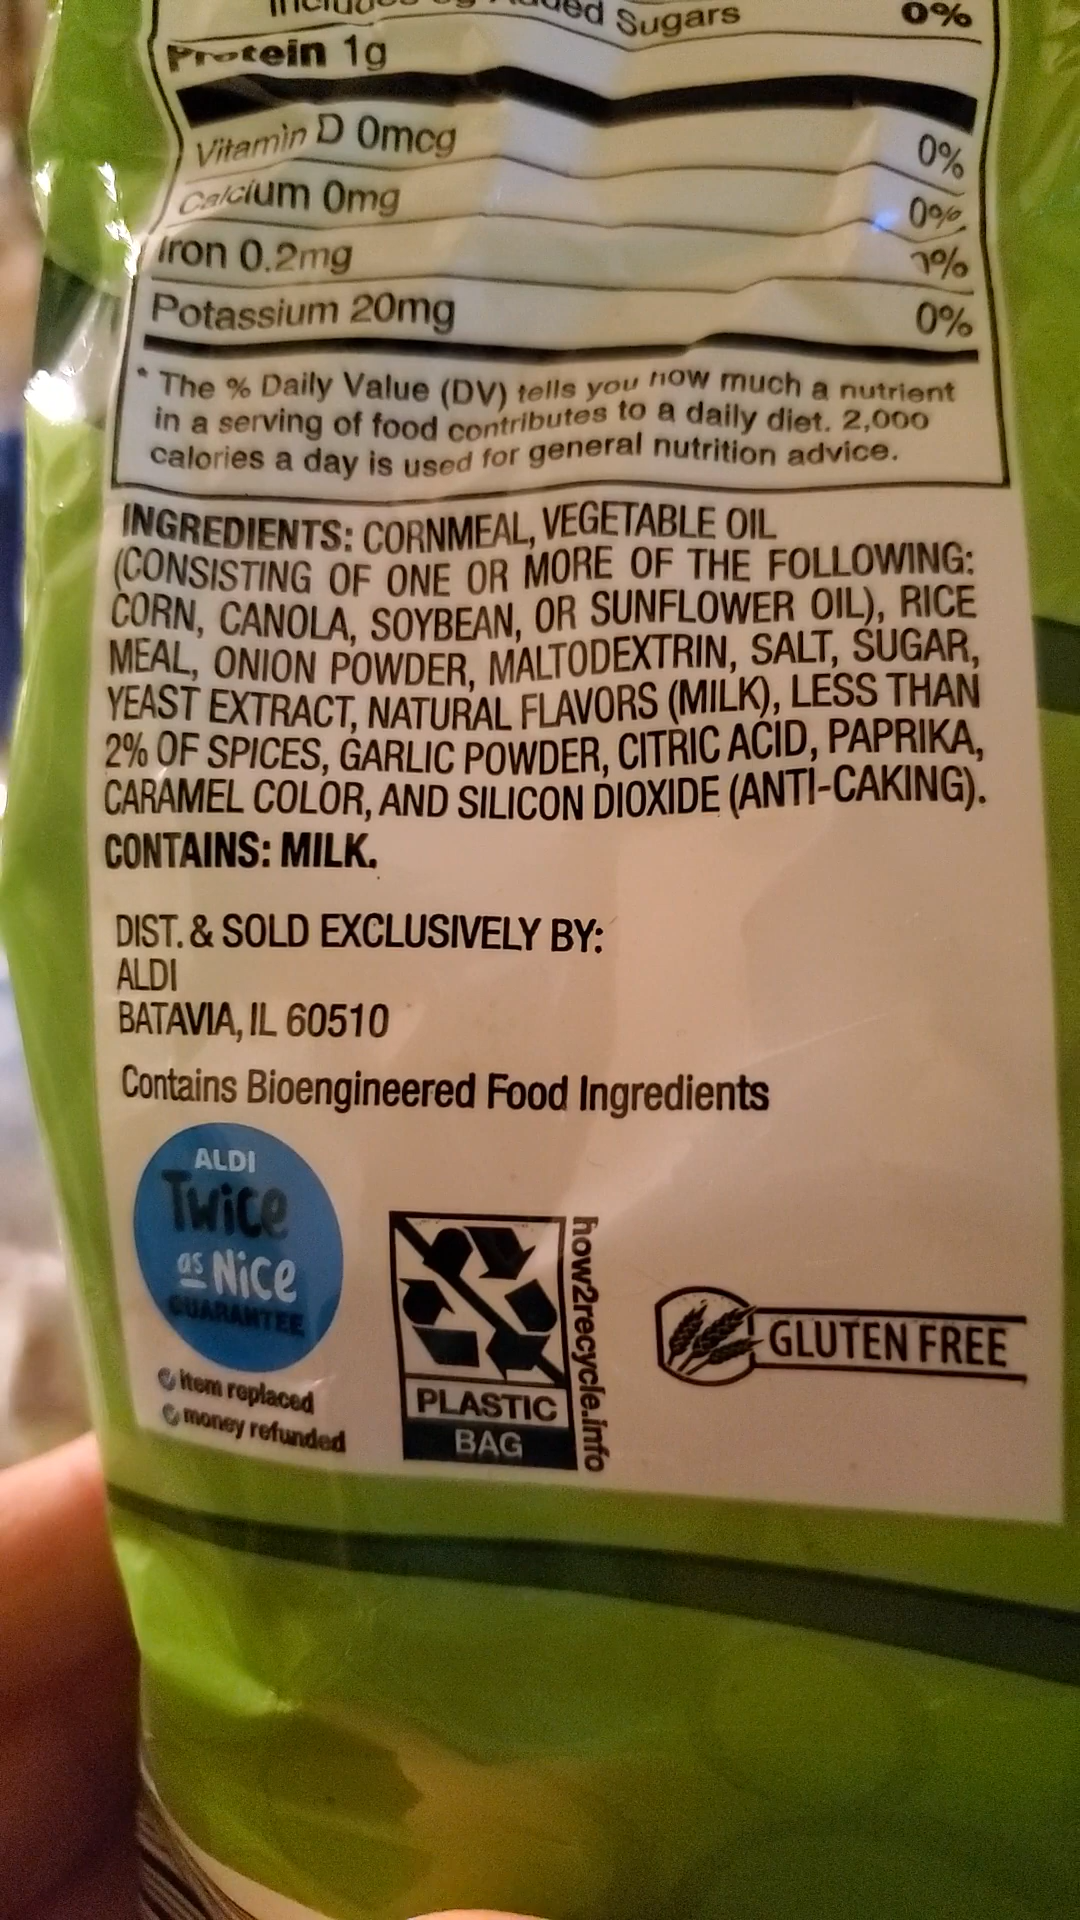 Added Sugars 0%
Protein 1g
Vitamin D 0mcg 0%
Calcium 0mg 0%
Iron 0.2mg 1%
Potassium 20mg 0%
* The % Daily Value (DV) tells you how much a nutrient
in a serving of food contributes to a daily diet. 2,000
calories a day is used for general nutrition advice.
INGREDIENTS: CORNMEAL, VEGETABLE OIL
(CONSISTING OF ONE OR MORE OF THE FOLLOWING:
CORN, CANOLA, SOYBEAN, OR SUNFLOWER OIL), RICE
MEAL, ONION POWDER, MALTODEXTRIN, SALT, SUGAR,
YEAST EXTRACT, NATURAL FLAVORS (MILK), LESS THAN
2% OF SPICES, GARLIC POWDER, CITRIC ACID, PAPRIKA,
CARAMEL COLOR, AND SILICON DIOXIDE (ANTI-CAKING).
CONTAINS: MILK.
DIST. & SOLD EXCLUSIVELY BY:
ALDI
BATAVIA, IL 60510
Contains Bioengineered Food Ingredients
ALDI
Twice
as Nice
GUARANTEE
item replaced
money refunded
PLASTIC
BAG
how2recycle.info
GLUTEN FREE